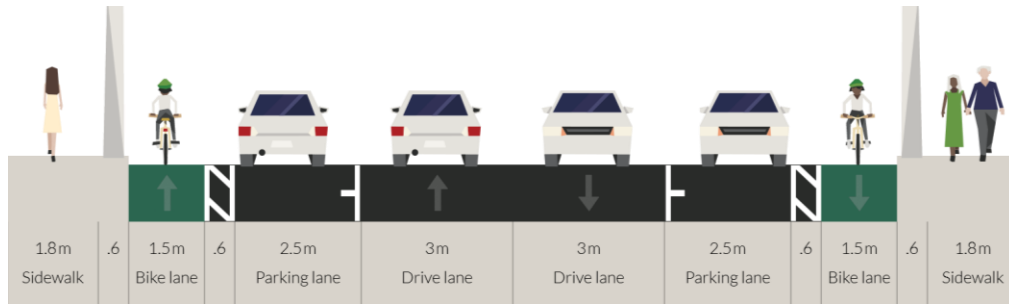 1.8m
.6
1.5m
.6
2.5m
3m
3m
2.5m
.6
1.5m
.6
1.8m
Sidewalk
Bike lane
Parking lane
Drive lane
Drive lane
Parking lane
Bike lane
Sidewalk